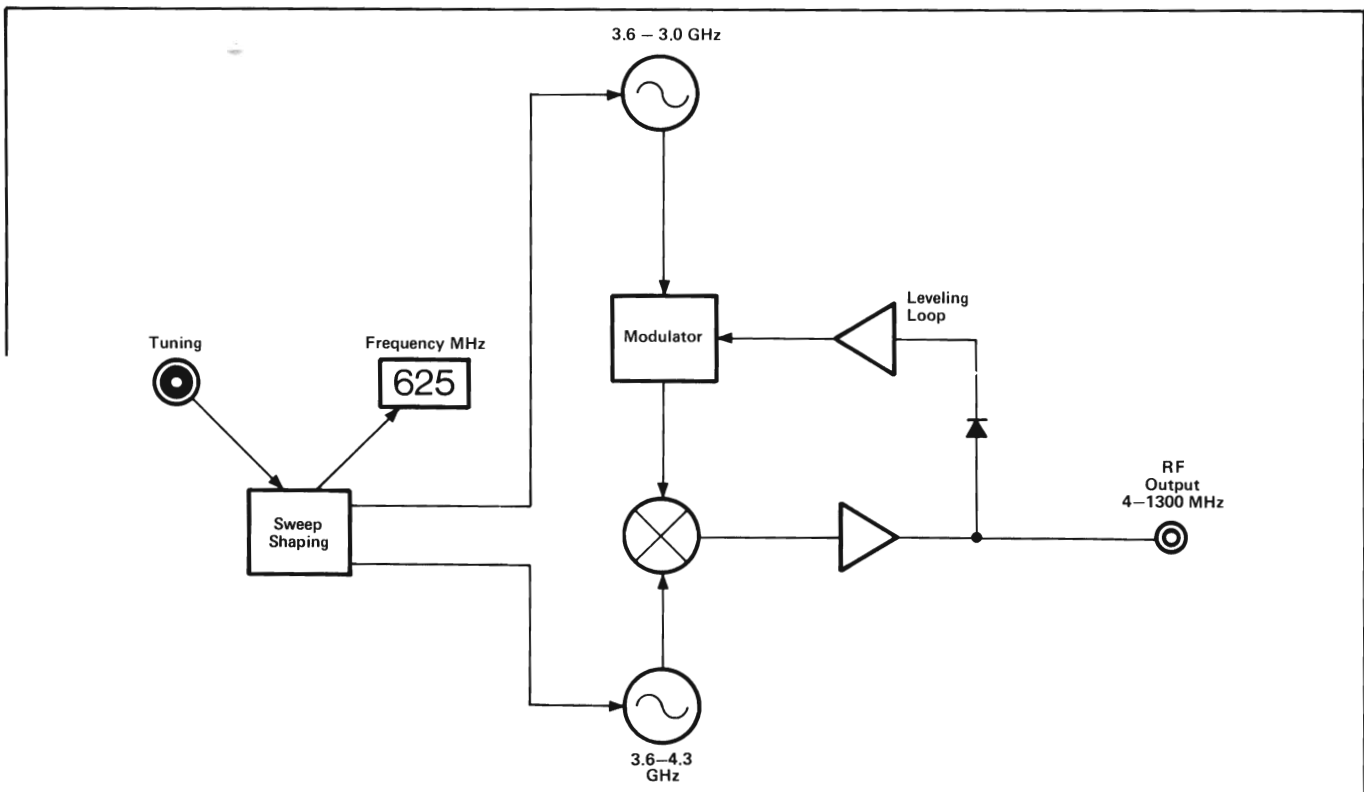 3.6 – 3.0 GHz
Leveling
Loop
Modulator
Tuning
Frequency MHz
625
RF
Output
4–1300 MHz
Sweep
Shaping
3.6–4.3
GHz